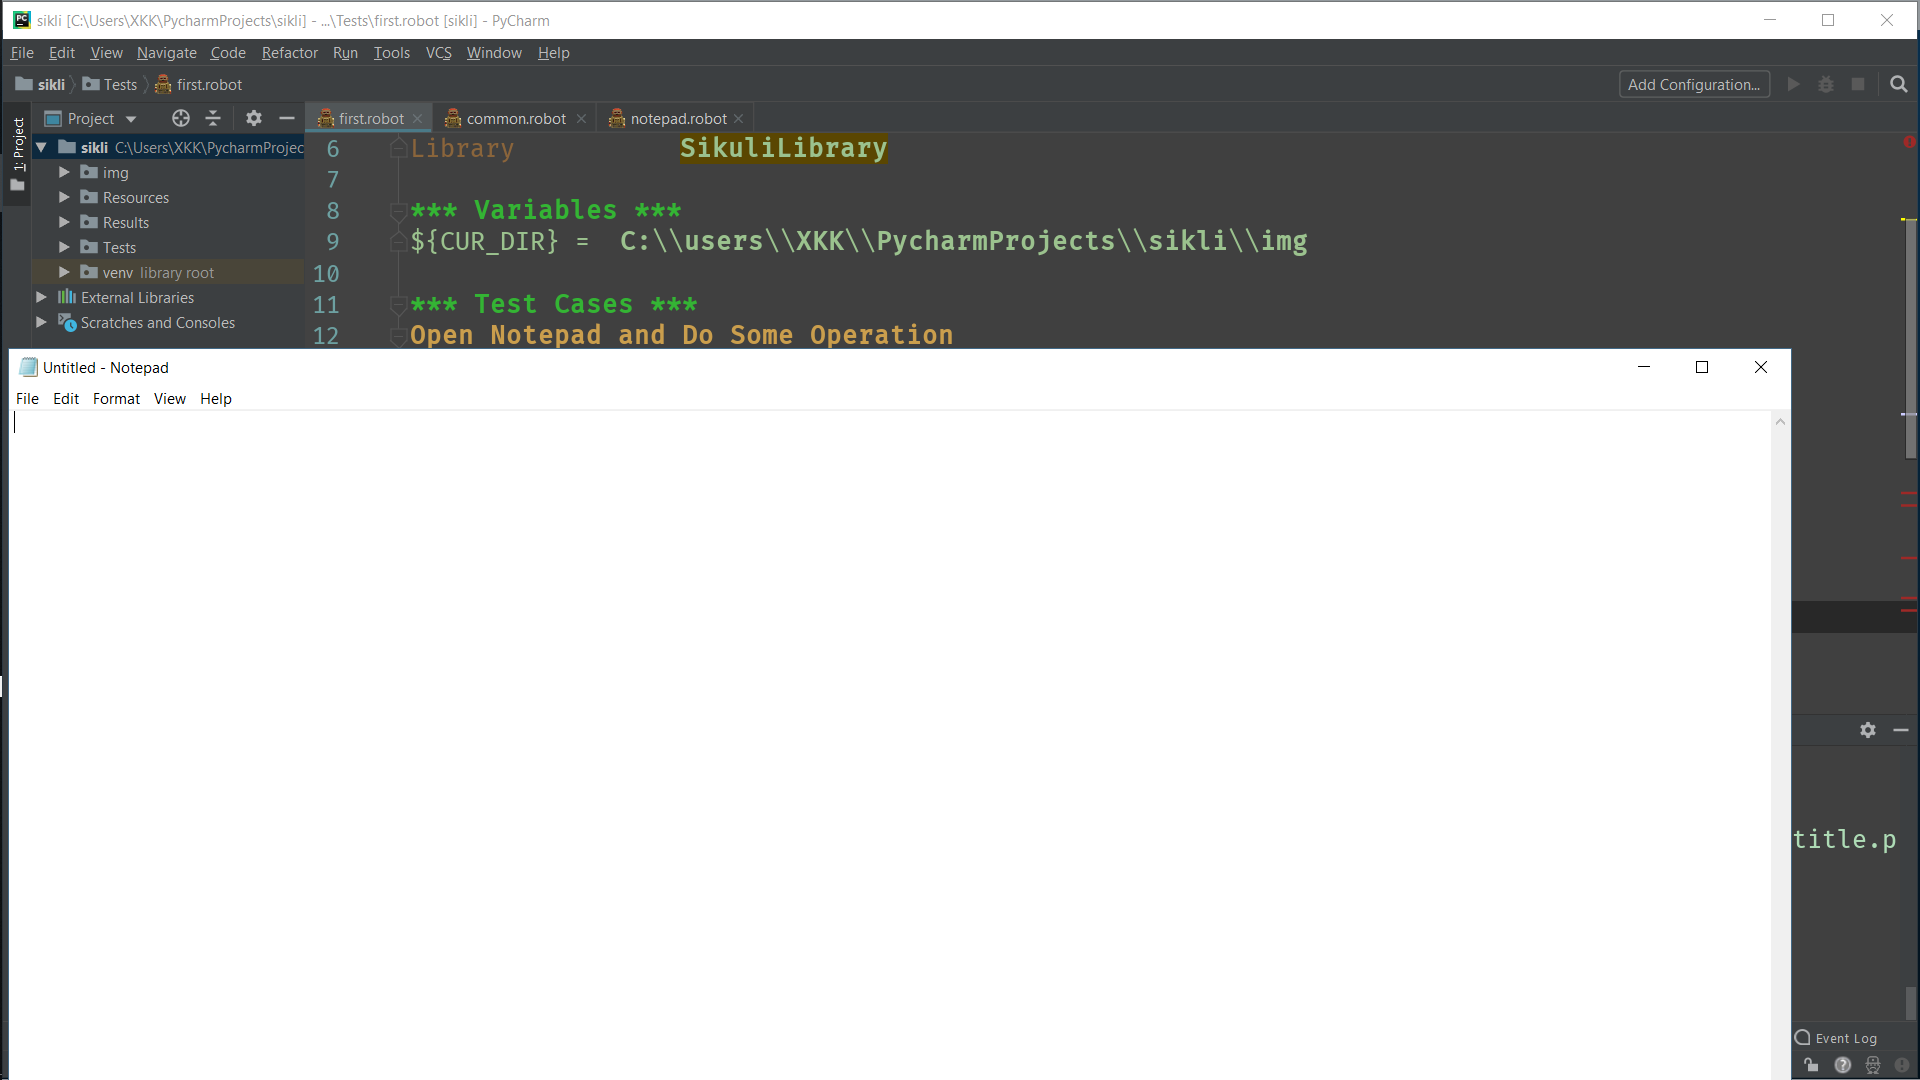 sikli [C:\Users\XKK\PycharmProjects\sikli] - ...\Tests\first.robot [sikli] - PyCharm
File Edit View Navigate Code Refactor Run Tools VCS Window Help
sikli Tests first.robot Add Configuration...
1: Project
Project first.robot common.robot notepad.robot
sikli C:\Users\XKK\PycharmProjec
img
Resources
Results
Tests
venv library root
External Libraries
Scratches and Consoles
6 Library SikuliLibrary
7
8 *** Variables ***
9 ${CUR_DIR} = C:\\users\\XKK\\PycharmProjects\\sikli\\img
10
11 *** Test Cases ***
12 Open Notepad and Do Some Operation
Untitled - Notepad
File Edit Format View Help
title.p
Event Log